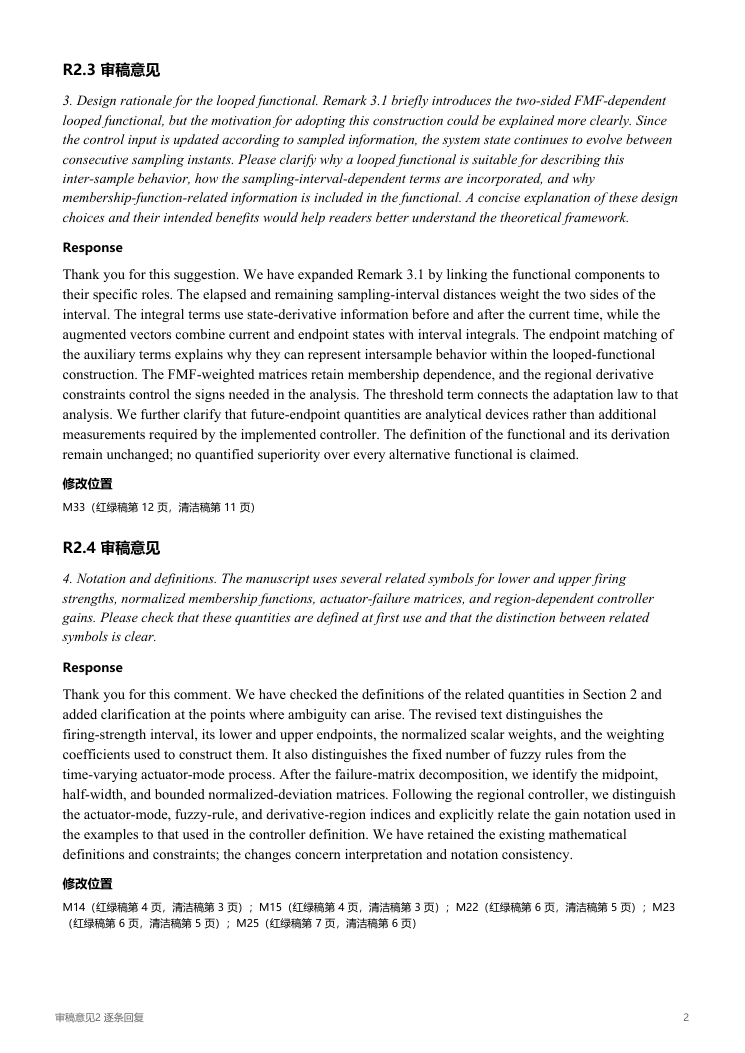 R2.3 审稿意见
3. Design rationale for the looped functional. Remark 3.1 briefly introduces the two-sided FMF-dependent
looped functional, but the motivation for adopting this construction could be explained more clearly. Since
the control input is updated according to sampled information, the system state continues to evolve between
consecutive sampling instants. Please clarify why a looped functional is suitable for describing this
inter-sample behavior, how the sampling-interval-dependent terms are incorporated, and why
membership-function-related information is included in the functional. A concise explanation of these design
choices and their intended benefits would help readers better understand the theoretical framework.
Response
Thank you for this suggestion. We have expanded Remark 3.1 by linking the functional components to
their specific roles. The elapsed and remaining sampling-interval distances weight the two sides of the
interval. The integral terms use state-derivative information before and after the current time, while the
augmented vectors combine current and endpoint states with interval integrals. The endpoint matching of
the auxiliary terms explains why they can represent intersample behavior within the looped-functional
construction. The FMF-weighted matrices retain membership dependence, and the regional derivative
constraints control the signs needed in the analysis. The threshold term connects the adaptation law to that
analysis. We further clarify that future-endpoint quantities are analytical devices rather than additional
measurements required by the implemented controller. The definition of the functional and its derivation
remain unchanged; no quantified superiority over every alternative functional is claimed.
修改位置
M33（红绿稿第 12 页，清洁稿第 11 页）
R2.4 审稿意见
4. Notation and definitions. The manuscript uses several related symbols for lower and upper firing
strengths, normalized membership functions, actuator-failure matrices, and region-dependent controller
gains. Please check that these quantities are defined at first use and that the distinction between related
symbols is clear.
Response
Thank you for this comment. We have checked the definitions of the related quantities in Section 2 and
added clarification at the points where ambiguity can arise. The revised text distinguishes the
firing-strength interval, its lower and upper endpoints, the normalized scalar weights, and the weighting
coefficients used to construct them. It also distinguishes the fixed number of fuzzy rules from the
time-varying actuator-mode process. After the failure-matrix decomposition, we identify the midpoint,
half-width, and bounded normalized-deviation matrices. Following the regional controller, we distinguish
the actuator-mode, fuzzy-rule, and derivative-region indices and explicitly relate the gain notation used in
the examples to that used in the controller definition. We have retained the existing mathematical
definitions and constraints; the changes concern interpretation and notation consistency.
修改位置
M14（红绿稿第 4 页，清洁稿第 3 页）；M15（红绿稿第 4 页，清洁稿第 3 页）；M22（红绿稿第 6 页，清洁稿第 5 页）；M23
（红绿稿第 6 页，清洁稿第 5 页）；M25（红绿稿第 7 页，清洁稿第 6 页）
审稿意见2 逐条回复
2